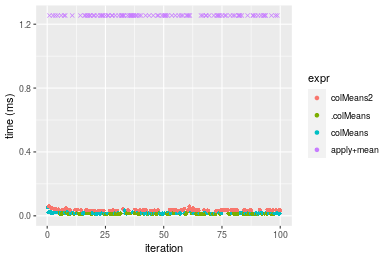 1.2
0.8
0.4
0.0
time (ms)
0
25
50
75
100
iteration
expr
colMeans2
.colMeans
colMeans
apply+mean